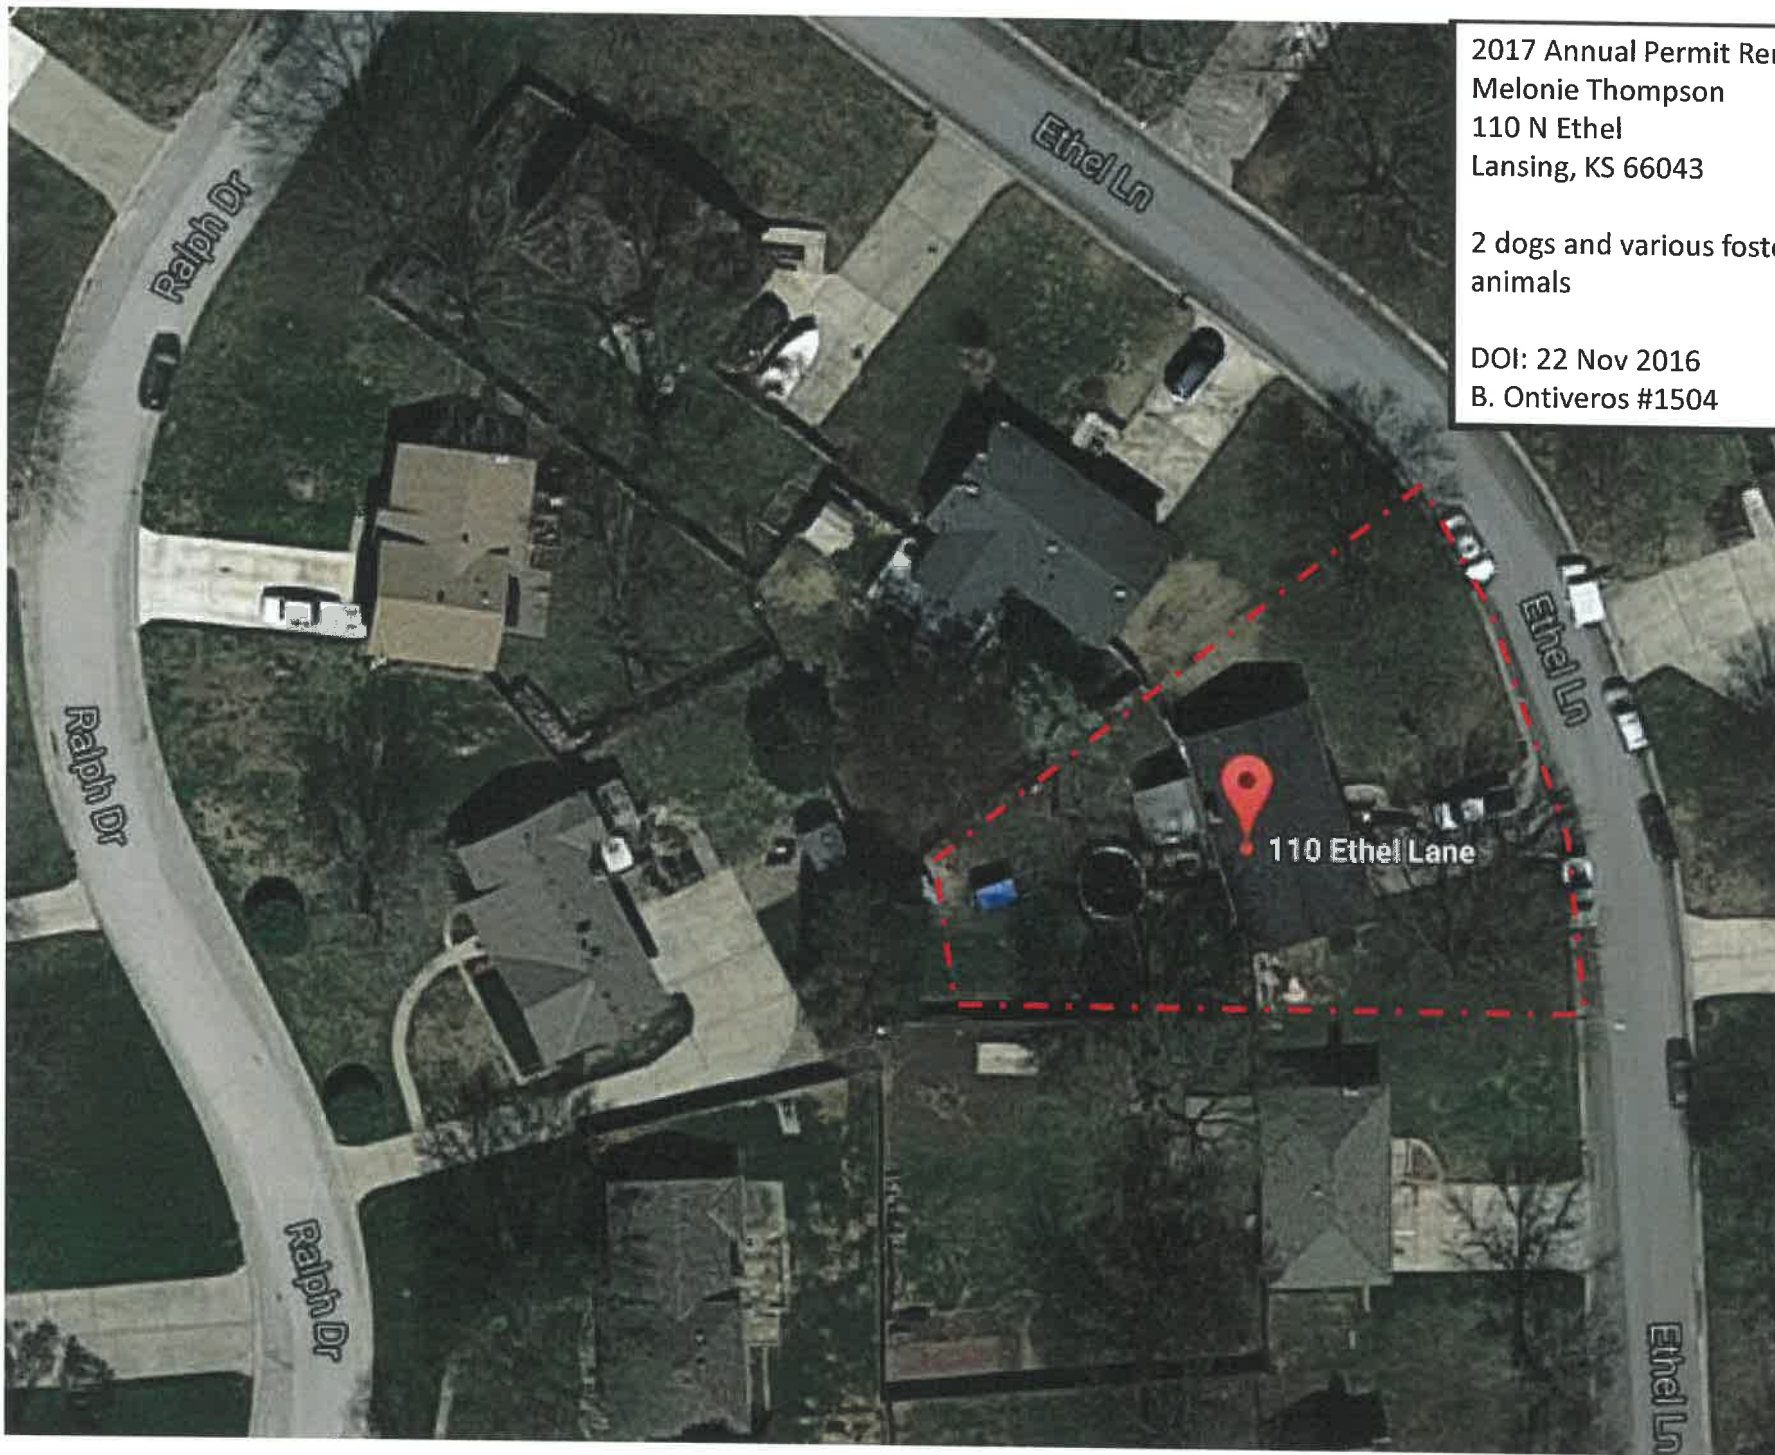 2017 Annual Permit
Melonie Thompson
110 N Ethel
Lansing, KS 66043
2 dogs and various
animals
DOI: 22 Nov 2016
B. Ontiveros #1504
Ethel Ln
Ralph Dr
Ethel Ln
Ralph Dr
110 Ethel Lane
Ralph Dr
Ethel Ln